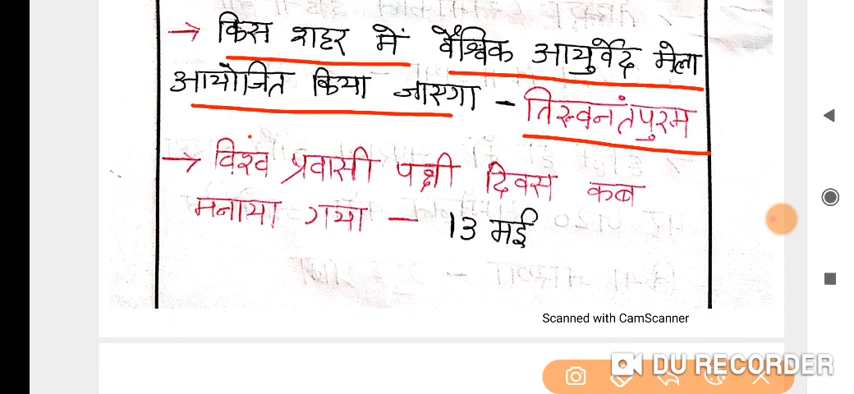 → किस शहर में वैश्विक आयुर्वेद मेला
आयोजित किया जाएगा - तिरुवनंतपुरम
→ विश्व प्रवासी पक्षी दिवस कब
मनाया गया - 13 मई
Scanned with CamScanner
DU RECORDER